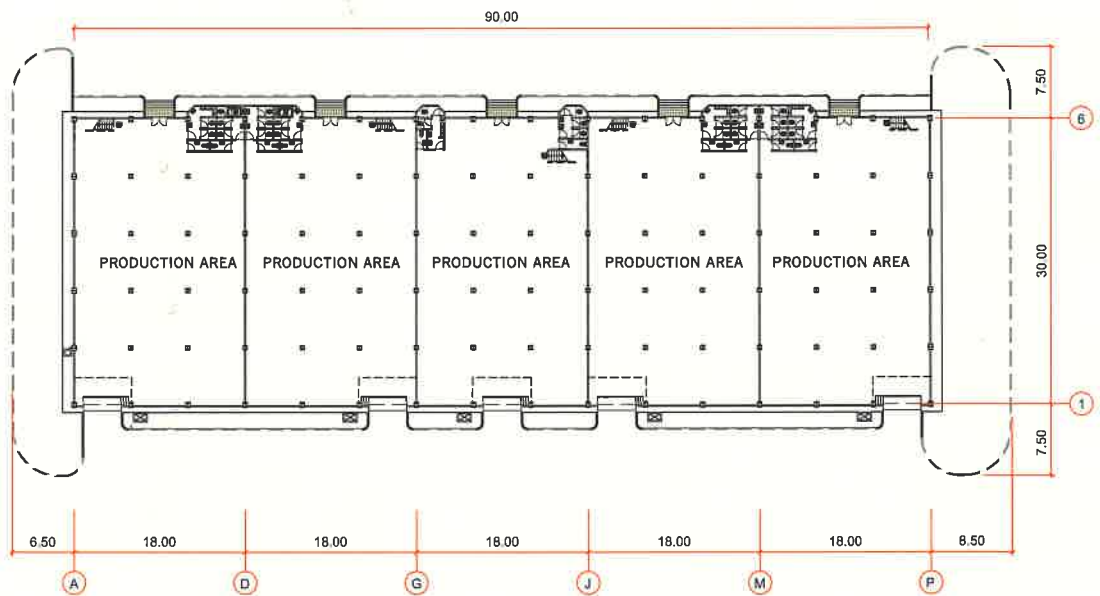 90.00
7.50
6
PRODUCTION AREA PRODUCTION AREA PRODUCTION AREA PRODUCTION AREA PRODUCTION AREA
30.00
1
7.50
6.50 18.00 18.00 18.00 18.00 18.00 8.50
A D G J M P